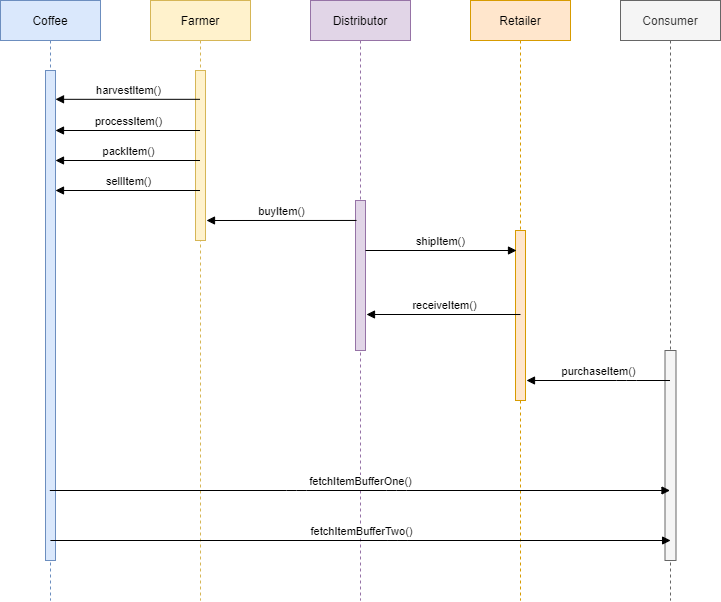 Coffee
Farmer
Distributor
Retailer
Consumer
harvestItem()
processItem()
packItem()
sellItem()
buyItem()
shipItem()
receiveItem()
purchaseItem()
fetchItemBufferOne()
fetchItemBufferTwo()